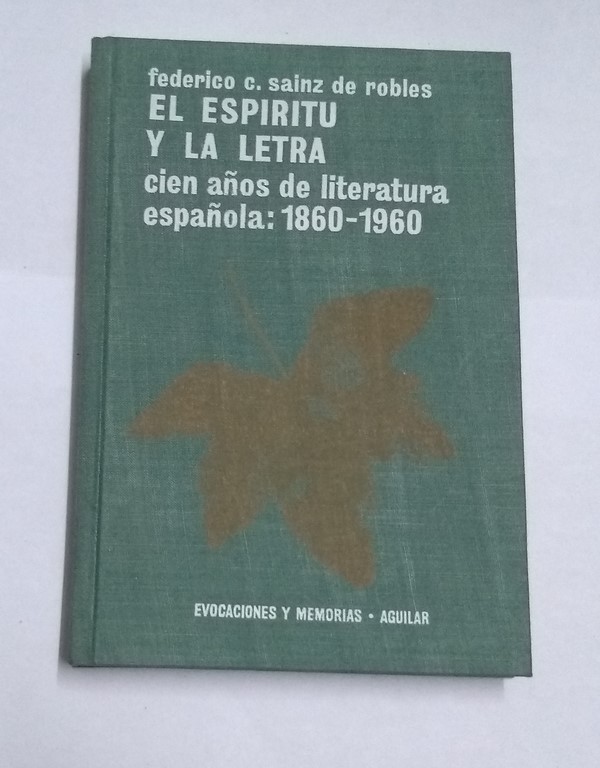 federico c. sainz de robles
EL ESPIRITU
Y LA LETRA
cien años de literatura
española: 1860-1960
EVOCACIONES Y MEMORIAS • AGUILAR